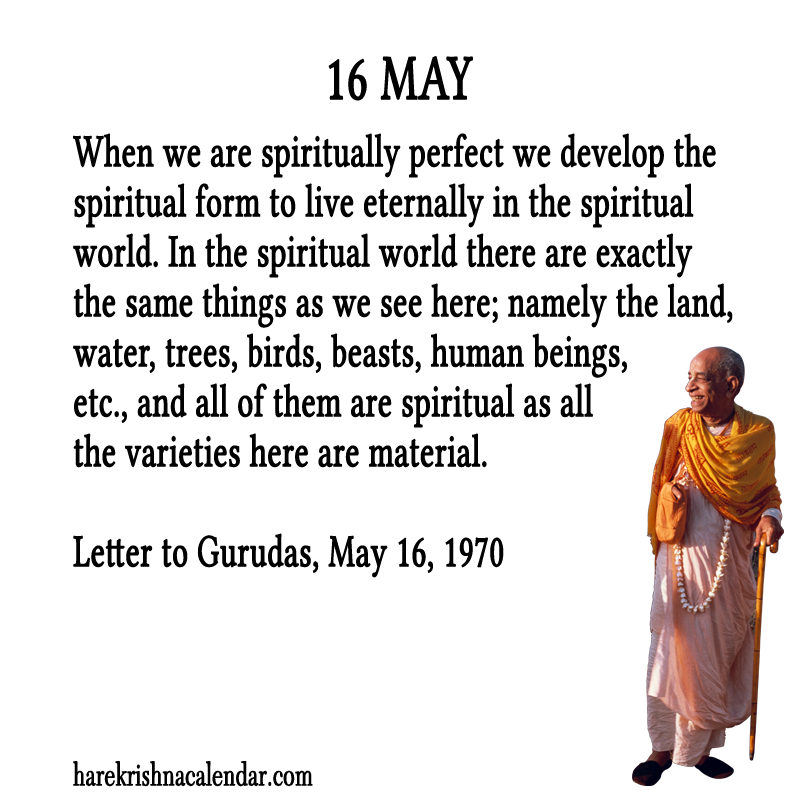 16 MAY
When we are spiritually perfect we develop the
spiritual form to live eternally in the spiritual
world. In the spiritual world there are exactly
the same things as we see here; namely the land,
water, trees, birds, beasts, human beings,
etc., and all of them are spiritual as all
the varieties here are material.
Letter to Gurudas, May 16, 1970
harekrishnacalendar.com